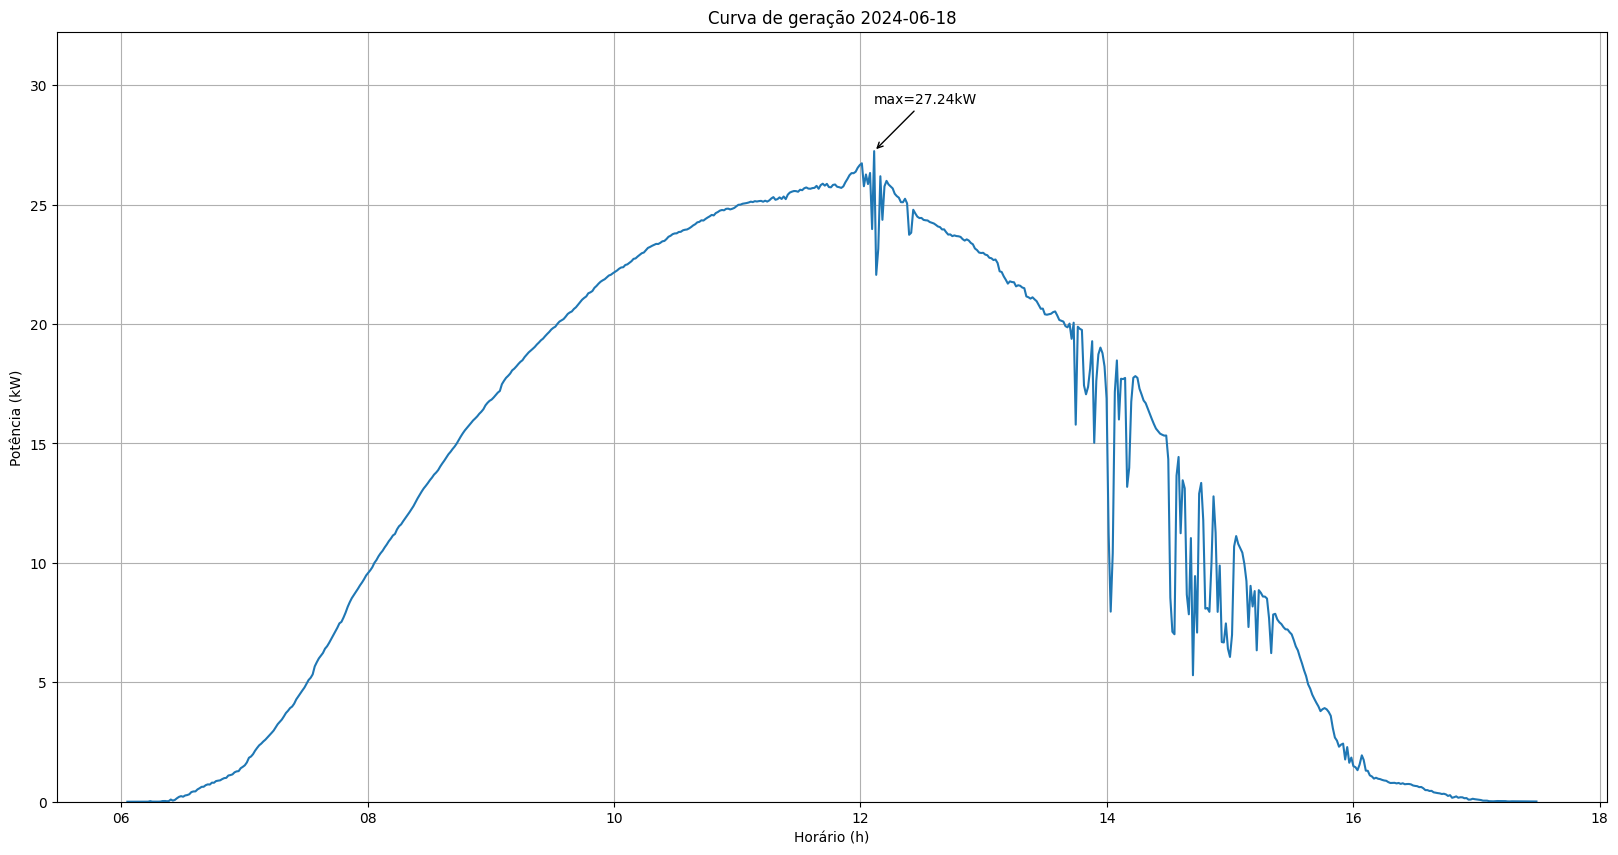 Curva de geração 2024-06-18
max=27.24kW
Potência (kW)
30
25
20
15
10
5
0
06 08 10 12 14 16 18
Horário (h)